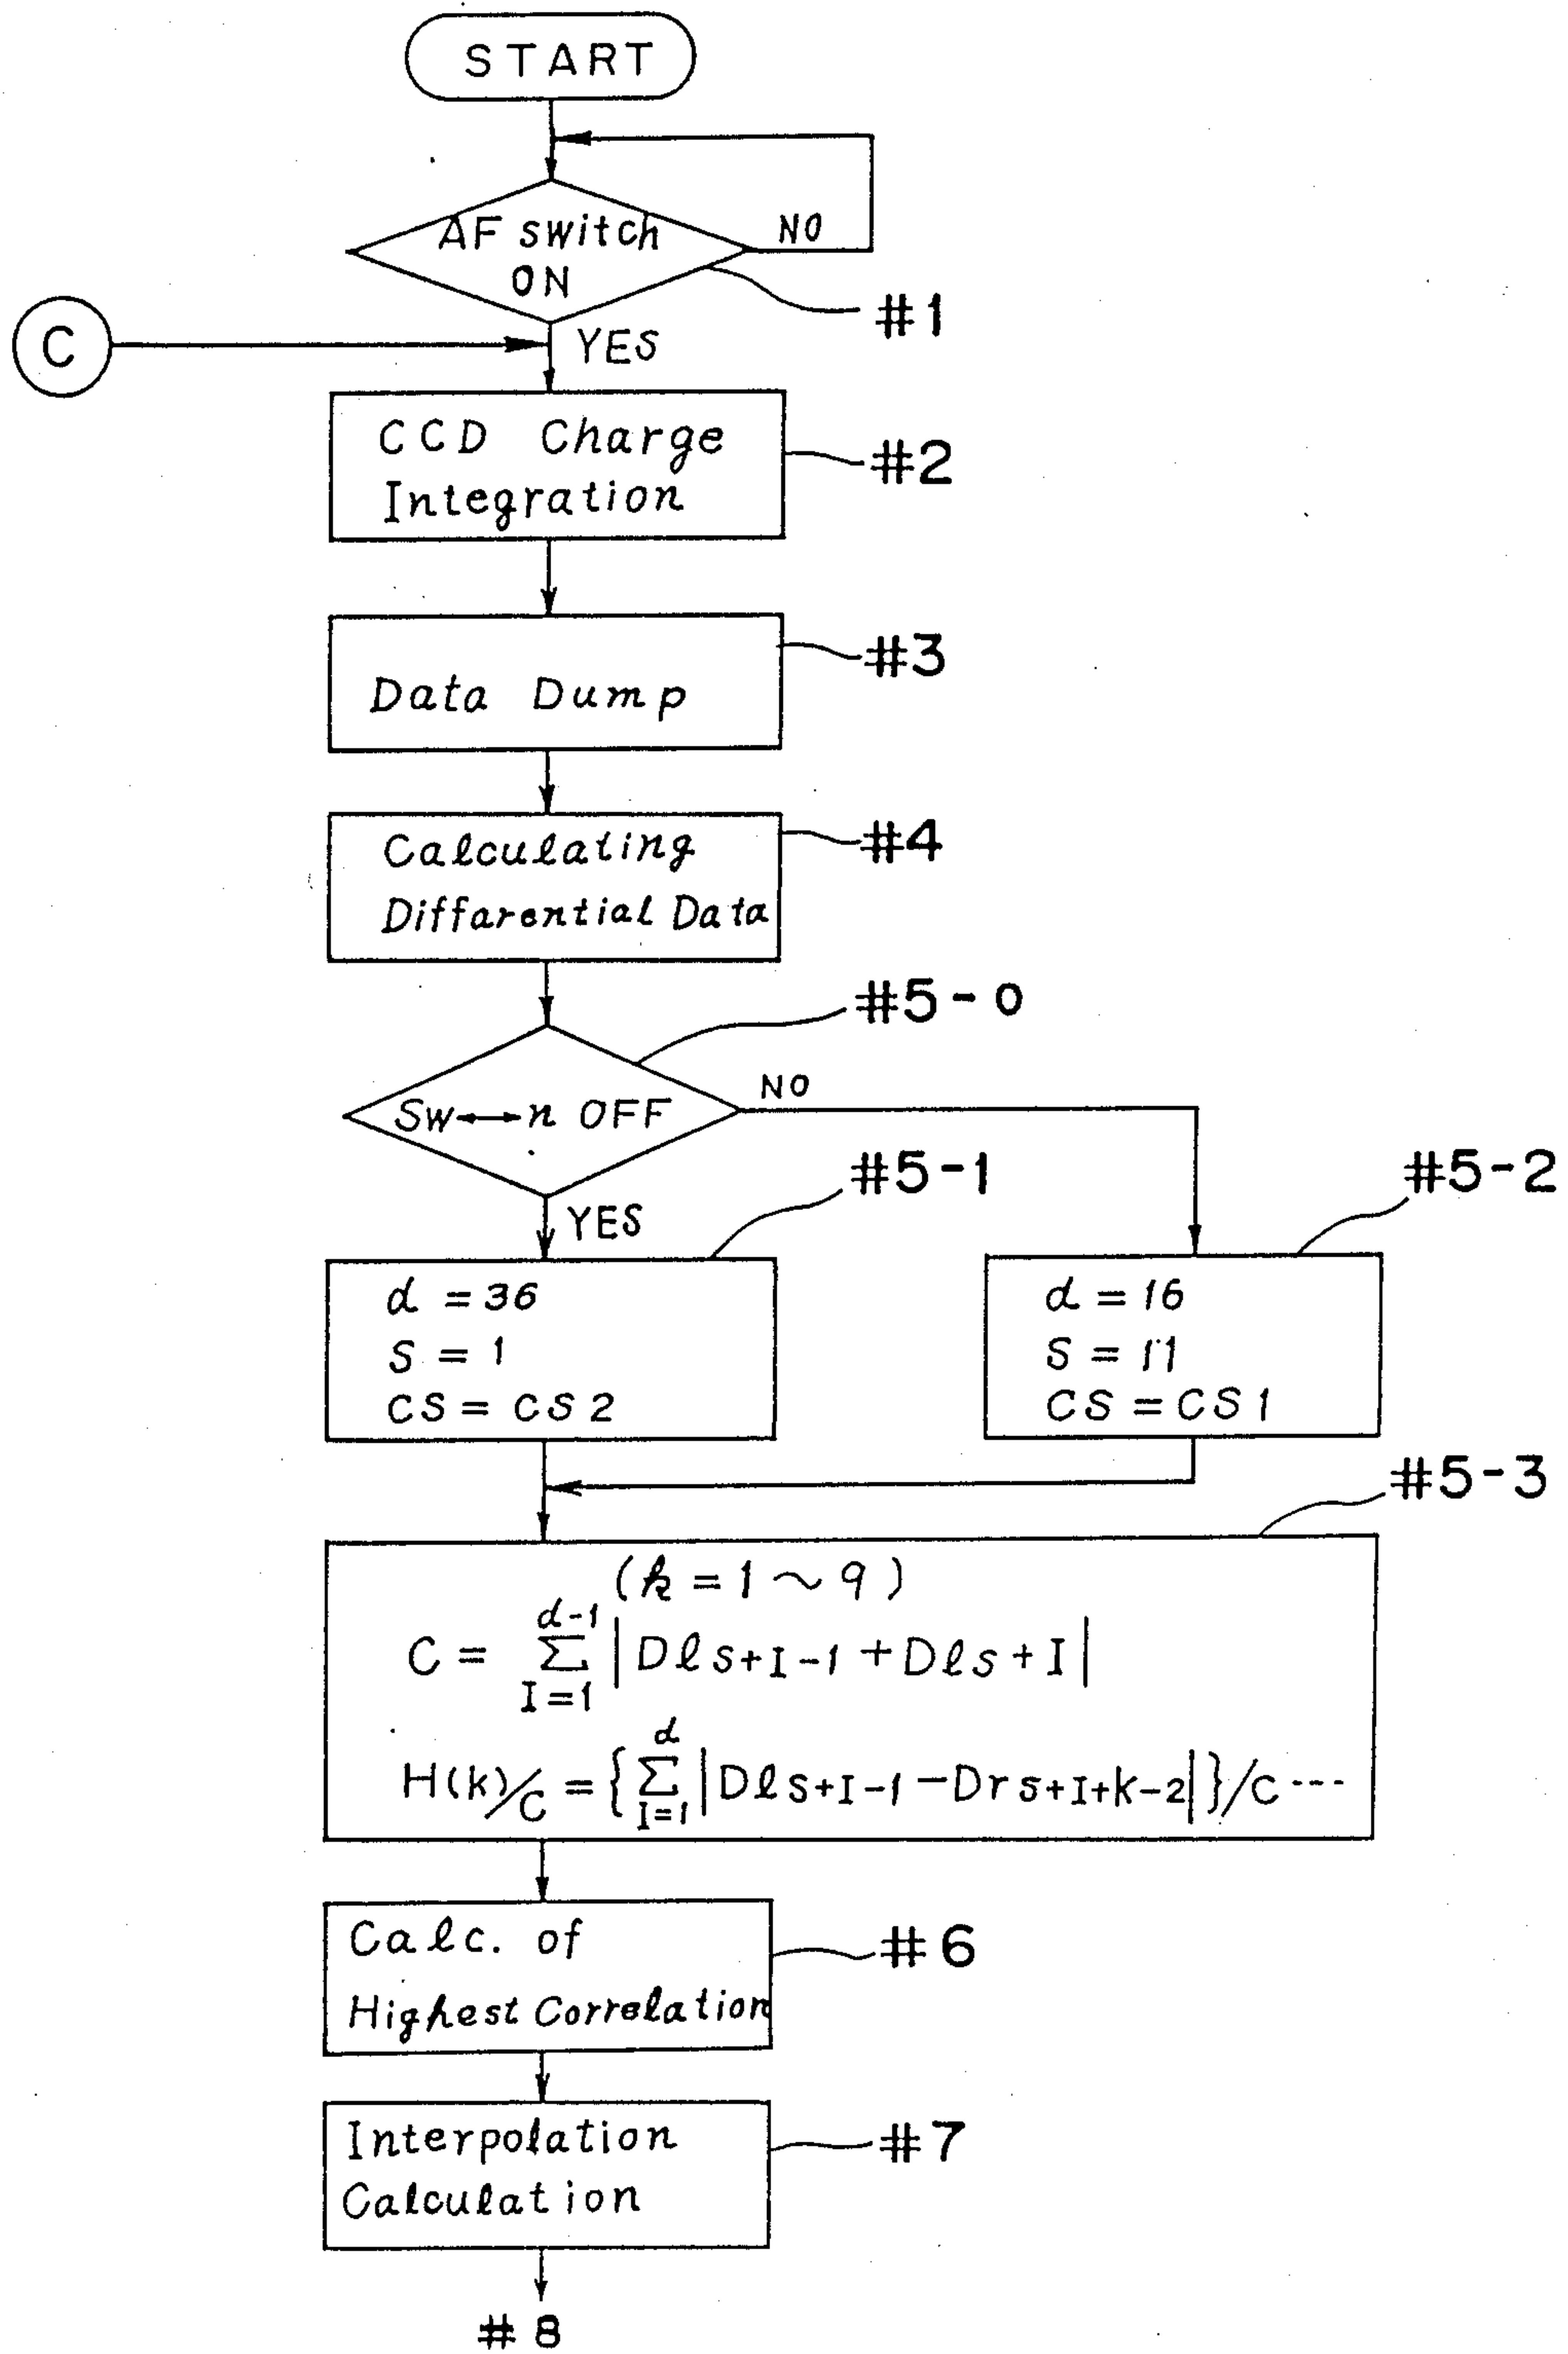 START
AF switch
ON
NO
#1
C
YES
CCD Charge
Integration
#2
Data Dump
#3
Calculating
Differential Data
#4
#5-0
Sw↔n OFF
NO
YES
#5-1
d = 36
S = 1
CS = CS2
#5-2
d = 16
S = 11
CS = CS1
#5-3
(k = 1 ~ 9)
C = Σ_{I=1}^{d-1} | Dℓs+I-1 + Dℓs+I |
H(k)/C = { Σ_{I=1}^{d} | Dℓs+I-1 - Drs+I+k-2 | } /C ---
Calc. of
Highest Correlation
#6
Interpolation
Calculation
#7
#8